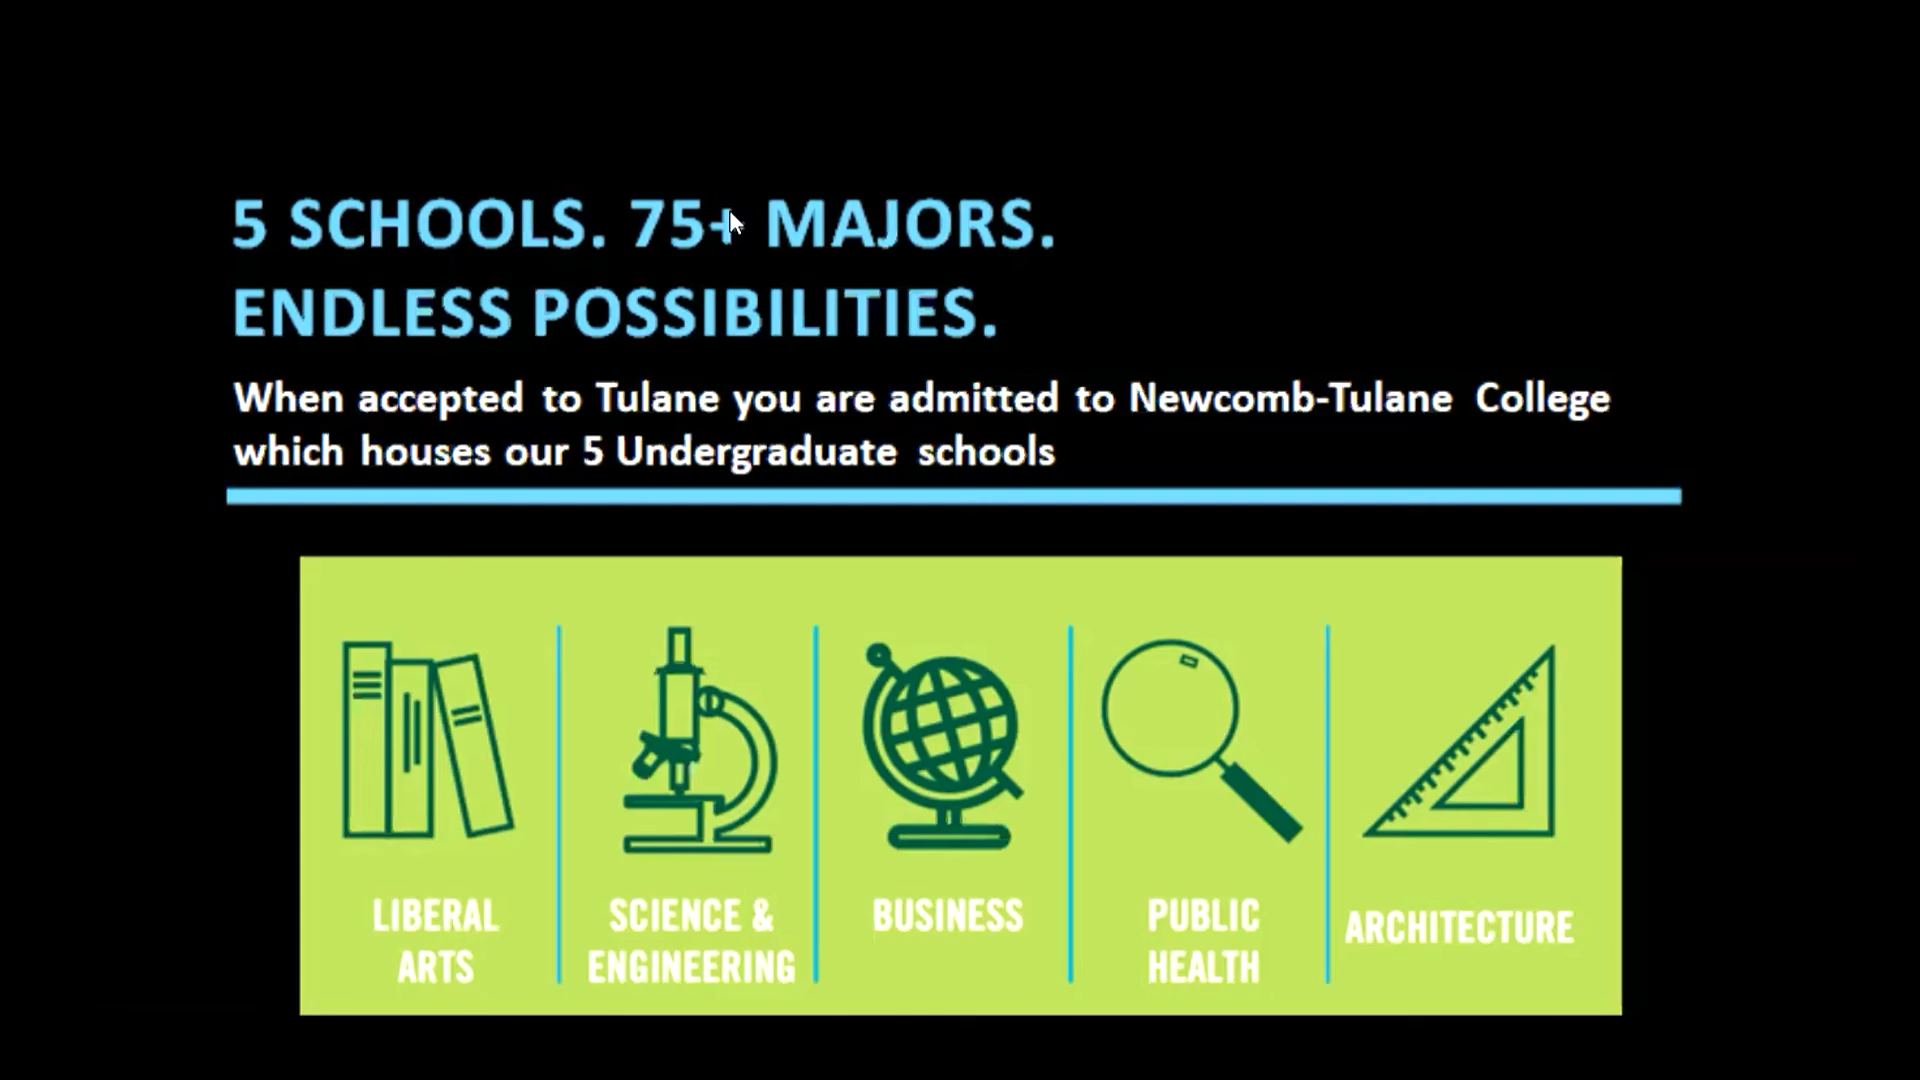 5 SCHOOLS. 75+ MAJORS.
ENDLESS POSSIBILITIES.
When accepted to Tulane you are admitted to Newcomb-Tulane College
which houses our 5 Undergraduate schools
LIBERAL
ARTS
SCIENCE &
ENGINEERING
BUSINESS
PUBLIC
HEALTH
ARCHITECTURE